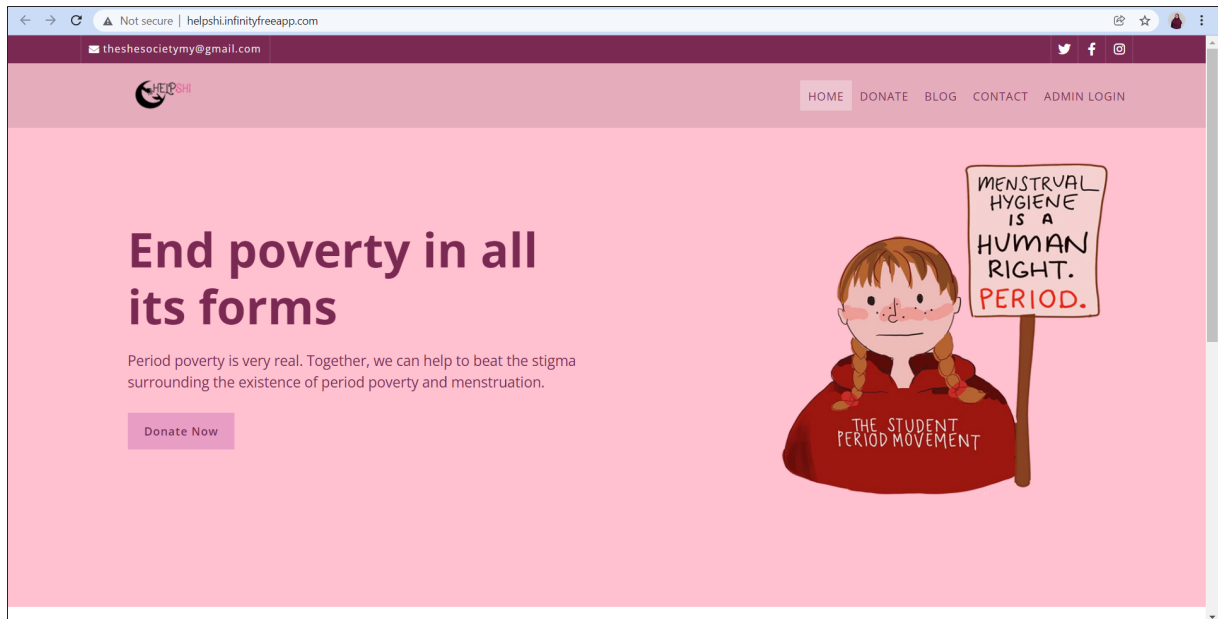 Not secure | helpshi.infinityfreeapp.com
theshesocietymy@gmail.com
HELPSHI
HOME DONATE BLOG CONTACT ADMIN LOGIN
End poverty in all
its forms
Period poverty is very real. Together, we can help to beat the stigma
surrounding the existence of period poverty and menstruation.
Donate Now
MENSTRUAL
HYGIENE
IS A
HUMAN
RIGHT.
PERIOD.
THE STUDENT
PERIOD MOVEMENT